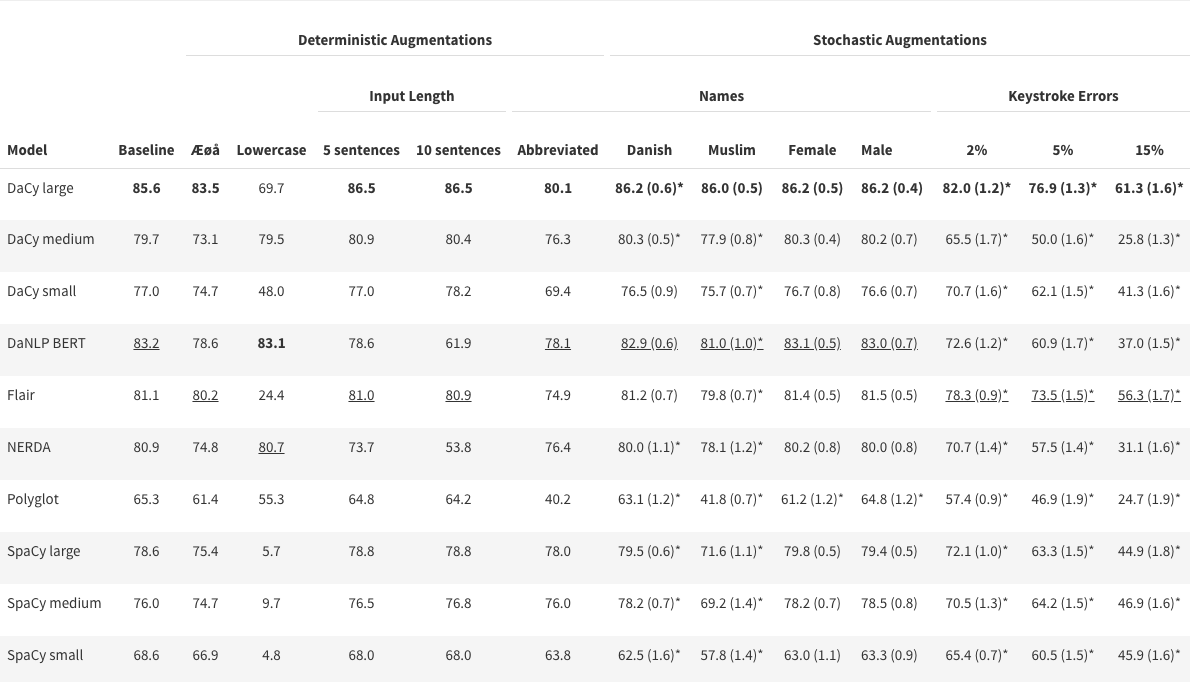 Deterministic Augmentations Stochastic Augmentations
Input Length Names Keystroke Errors
Model Baseline Æøå Lowercase 5 sentences 10 sentences Abbreviated Danish Muslim Female Male 2% 5% 15%
DaCy large 85.6 83.5 69.7 86.5 86.5 80.1 86.2 (0.6)* 86.0 (0.5) 86.2 (0.5) 86.2 (0.4) 82.0 (1.2)* 76.9 (1.3)* 61.3 (1.6)*
DaCy medium 79.7 73.1 79.5 80.9 80.4 76.3 80.3 (0.5)* 77.9 (0.8)* 80.3 (0.4) 80.2 (0.7) 65.5 (1.7)* 50.0 (1.6)* 25.8 (1.3)*
DaCy small 77.0 74.7 48.0 77.0 78.2 69.4 76.5 (0.9) 75.7 (0.7)* 76.7 (0.8) 76.6 (0.7) 70.7 (1.6)* 62.1 (1.5)* 41.3 (1.6)*
DaNLP BERT 83.2 78.6 83.1 78.6 61.9 78.1 82.9 (0.6) 81.0 (1.0)* 83.1 (0.5) 83.0 (0.7) 72.6 (1.2)* 60.9 (1.7)* 37.0 (1.5)*
Flair 81.1 80.2 24.4 81.0 80.9 74.9 81.2 (0.7) 79.8 (0.7)* 81.4 (0.5) 81.5 (0.5) 78.3 (0.9)* 73.5 (1.5)* 56.3 (1.7)*
NERDA 80.9 74.8 80.7 73.7 53.8 76.4 80.0 (1.1)* 78.1 (1.2)* 80.2 (0.8) 80.0 (0.8) 70.7 (1.4)* 57.5 (1.4)* 31.1 (1.6)*
Polyglot 65.3 61.4 55.3 64.8 64.2 40.2 63.1 (1.2)* 41.8 (0.7)* 61.2 (1.2)* 64.8 (1.2)* 57.4 (0.9)* 46.9 (1.9)* 24.7 (1.9)*
SpaCy large 78.6 75.4 5.7 78.8 78.8 78.0 79.5 (0.6)* 71.6 (1.1)* 79.8 (0.5) 79.4 (0.5) 72.1 (1.0)* 63.3 (1.5)* 44.9 (1.8)*
SpaCy medium 76.0 74.7 9.7 76.5 76.8 76.0 78.2 (0.7)* 69.2 (1.4)* 78.2 (0.7) 78.5 (0.8) 70.5 (1.3)* 64.2 (1.5)* 46.9 (1.6)*
SpaCy small 68.6 66.9 4.8 68.0 68.0 63.8 62.5 (1.6)* 57.8 (1.4)* 63.0 (1.1) 63.3 (0.9) 65.4 (0.7)* 60.5 (1.5)* 45.9 (1.6)*